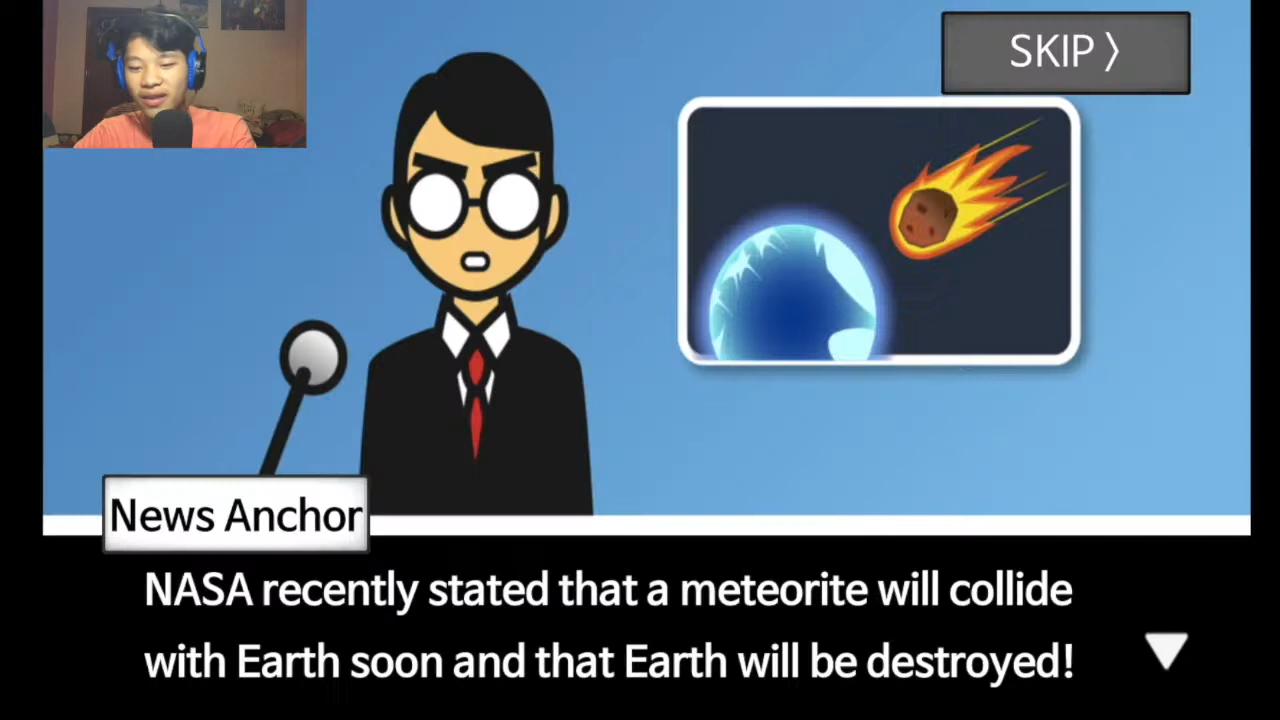 SKIP 〉
News Anchor
NASA recently stated that a meteorite will collide
with Earth soon and that Earth will be destroyed!